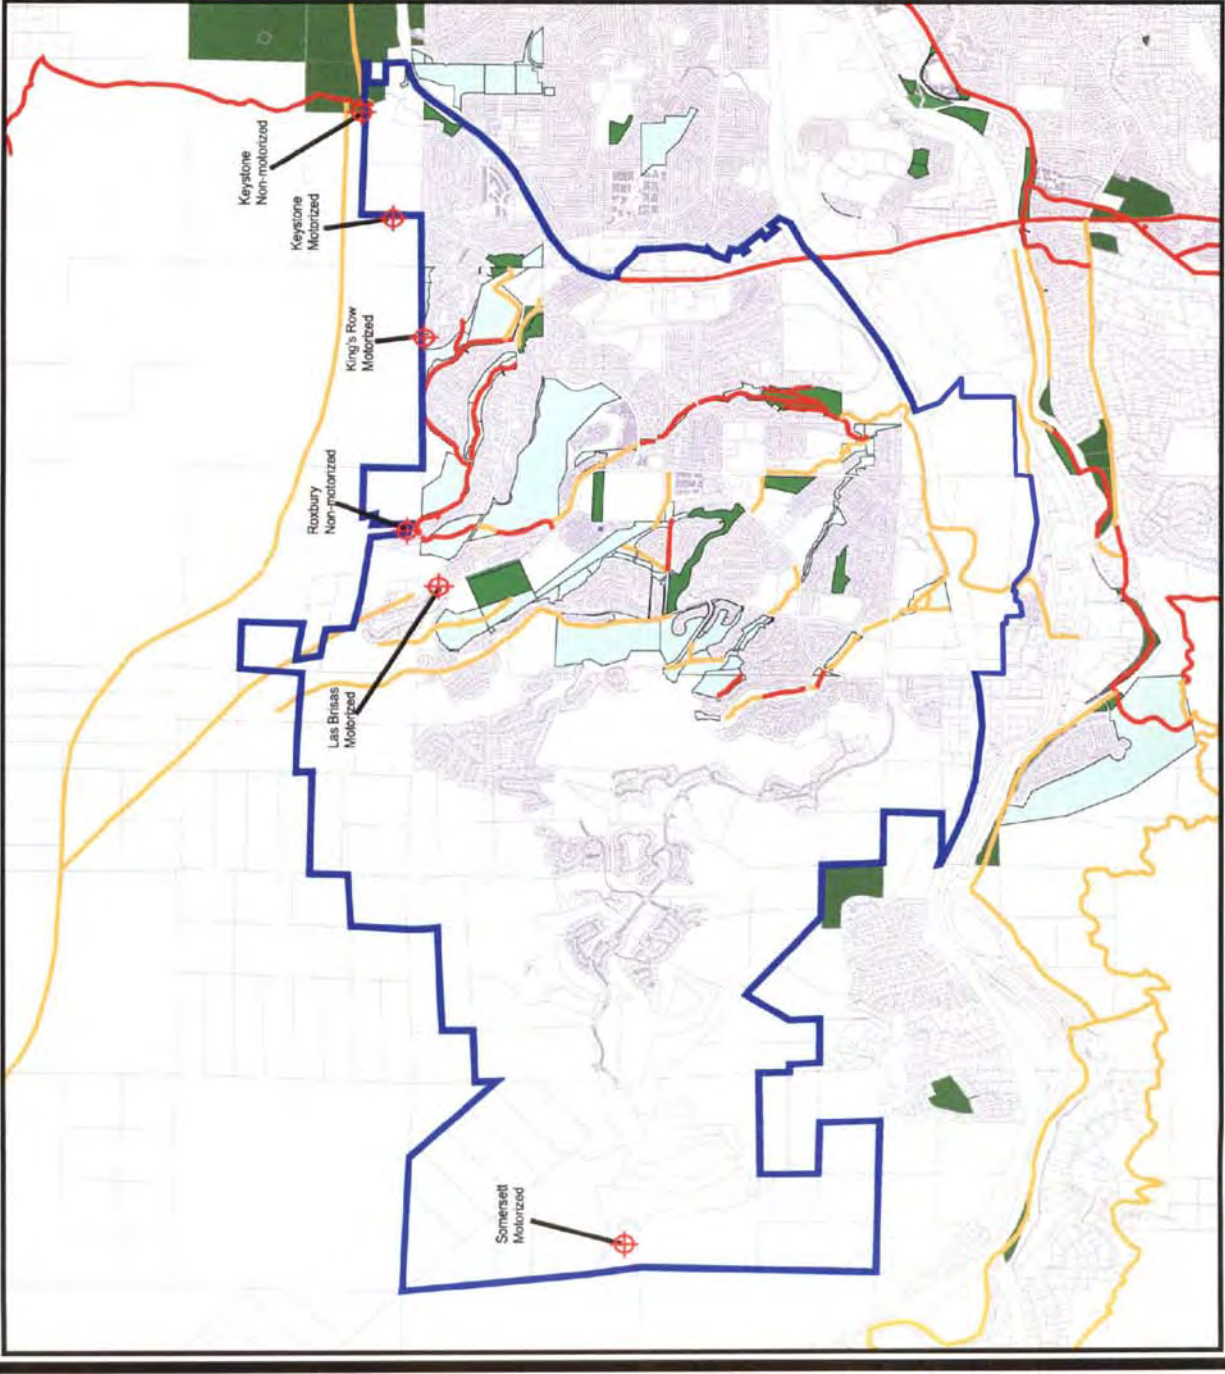 Keystone
Non-motorized
Keystone
Motorized
King's Row
Motorized
Roxbury
Non-motorized
Las Brisas
Motorized
Somersett
Motorized